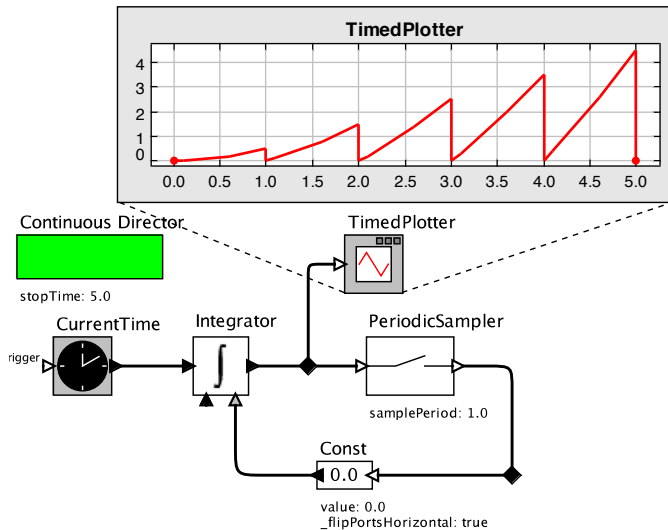 TimedPlotter
4
3
2
1
0
0.0 0.5 1.0 1.5 2.0 2.5 3.0 3.5 4.0 4.5 5.0
Continuous Director
TimedPlotter
stopTime: 5.0
CurrentTime
Integrator
PeriodicSampler
rigger
samplePeriod: 1.0
Const
0.0
value: 0.0
_flipPortsHorizontal: true